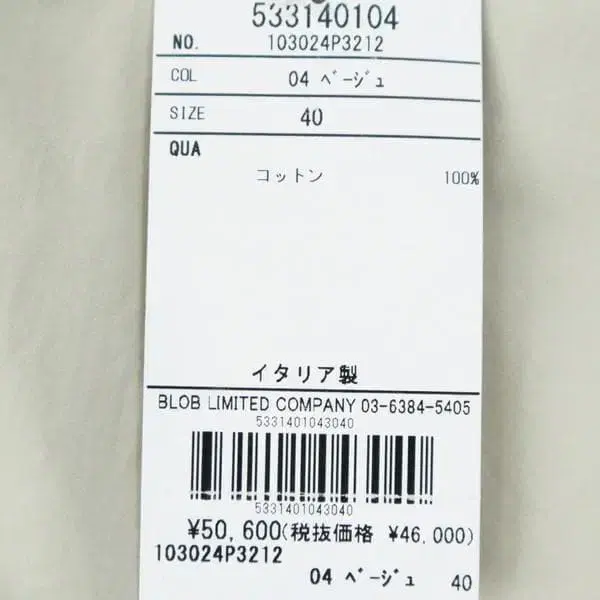 533140104
NO. 103024P3212
COL 04 ベージュ
SIZE 40
QUA
コットン 100%
イタリア製
BLOB LIMITED COMPANY 03-6384-5405
5331401043040
5331401043040
¥50,600(税抜価格 ¥46,000)
103024P3212
04 ベージュ 40